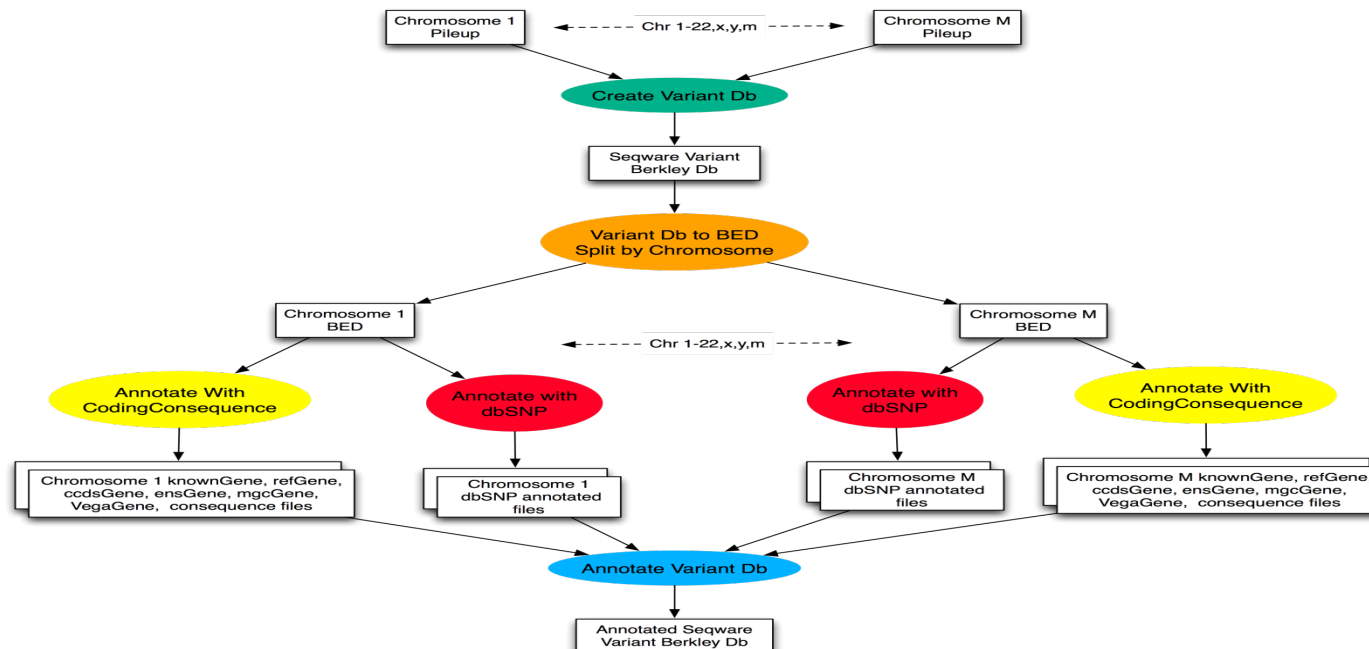 Chromosome 1
Pileup
Chr 1-22,x,y,m
Chromosome M
Pileup
Create Variant Db
Seqware Variant
Berkley Db
Variant Db to BED
Split by Chromosome
Chromosome 1
BED
Chr 1-22,x,y,m
Chromosome M
BED
Annotate With
CodingConsequence
Annotate with
dbSNP
Annotate with
dbSNP
Annotate With
CodingConsequence
Chromosome 1 knownGene, refGene,
ccdsGene, ensGene, mgcGene,
VegaGene, consequence files
Chromosome 1
dbSNP annotated
files
Chromosome M
dbSNP annotated
files
Chromosome M knownGene, refGene
ccdsGene, ensGene, mgcGene,
VegaGene, consequence files
Annotate Variant Db
Annotated Seqware
Variant Berkley Db